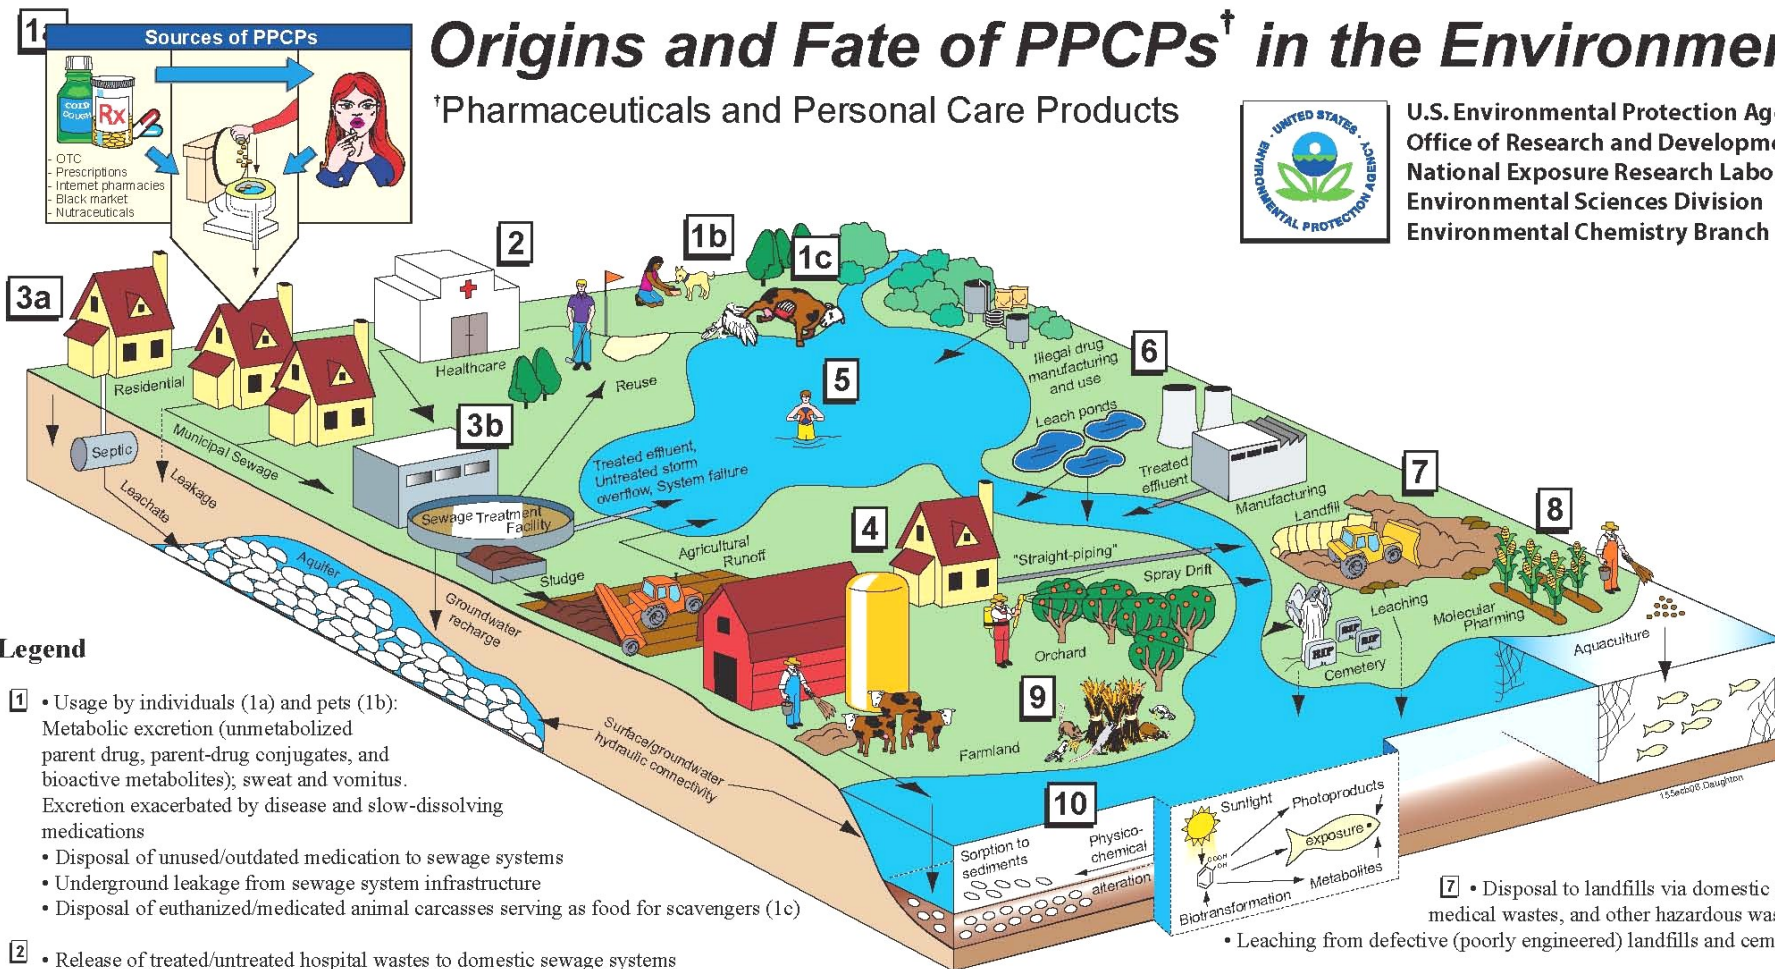 1a
Sources of PPCPs
COLD
COUGH
Rx
- OTC
- Prescriptions
- Internet pharmacies
- Black market
- Nutraceuticals
Origins and Fate of PPCPs† in the Environmen
†Pharmaceuticals and Personal Care Products
UNITED STATES
ENVIRONMENTAL PROTECTION AGENCY
U.S. Environmental Protection Ag
Office of Research and Developme
National Exposure Research Labo
Environmental Sciences Division
Environmental Chemistry Branch
2
1b
1c
3a
Residential
Healthcare
Reuse
5
Illegal drug
manufacturing
and use
6
Leach ponds
Septic
Municipal Sewage
3b
Leakage
Leachate
Sewage Treatment
Facility
Treated effluent,
Untreated storm
overflow, System failure
Treated
effluent
Manufacturing
7
Landfill
8
4
Agricultural
Runoff
"Straight-piping"
Spray Drift
Aquifer
Sludge
Groundwater
recharge
Leaching
Molecular
Pharming
RIP
RIP
RIP
Cemetery
Aquaculture
Orchard
9
Farmland
Surface/groundwater
hydraulic connectivity
10
Sorption to
sediments
Physico-
chemical
alteration
Sunlight
Photoproducts
exposure
COOH
OH
Metabolites
Biotransformation
155ecb06.Daughton
Legend
1 • Usage by individuals (1a) and pets (1b):
Metabolic excretion (unmetabolized
parent drug, parent-drug conjugates, and
bioactive metabolites); sweat and vomitus.
Excretion exacerbated by disease and slow-dissolving
medications
• Disposal of unused/outdated medication to sewage systems
• Underground leakage from sewage system infrastructure
• Disposal of euthanized/medicated animal carcasses serving as food for scavengers (1c)
2 • Release of treated/untreated hospital wastes to domestic sewage systems
7 • Disposal to landfills via domestic
medical wastes, and other hazardous was
• Leaching from defective (poorly engineered) landfills and cem